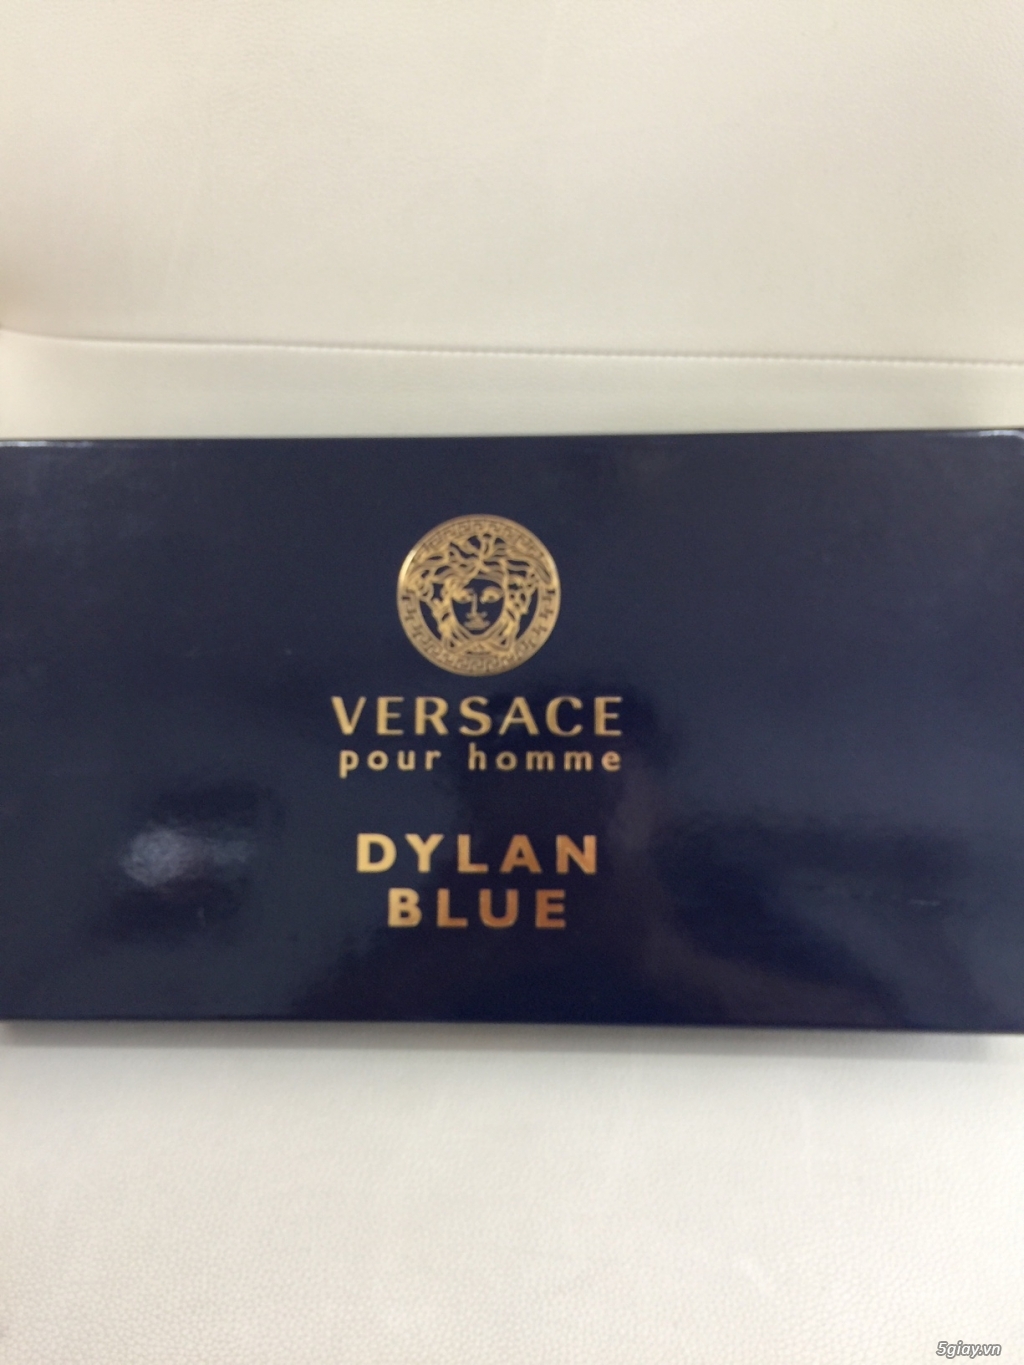 VERSACE
pour homme
DYLAN
BLUE
5giay.vn